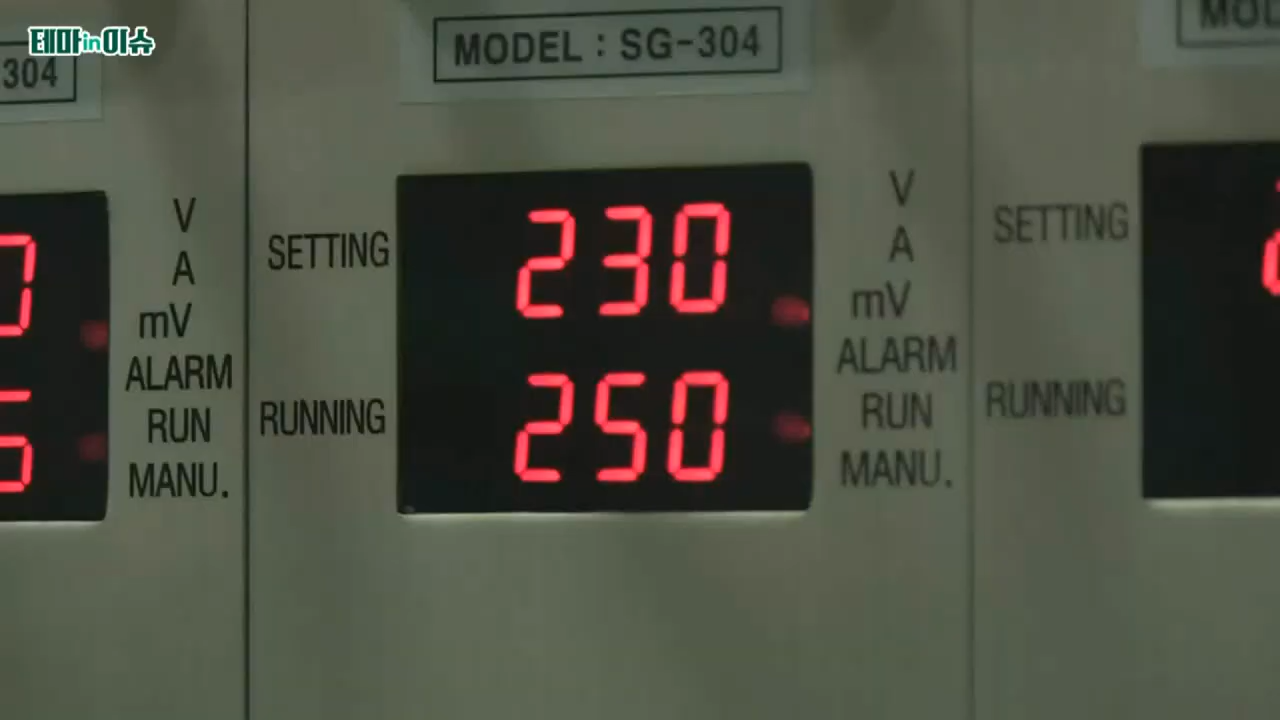 테마in이슈
304
V
A
mV
ALARM
RUN
MANU.
MODEL : SG-304
SETTING
230
RUNNING
250
V
A
mV
ALARM
RUN
MANU.
SETTING
RUNNING